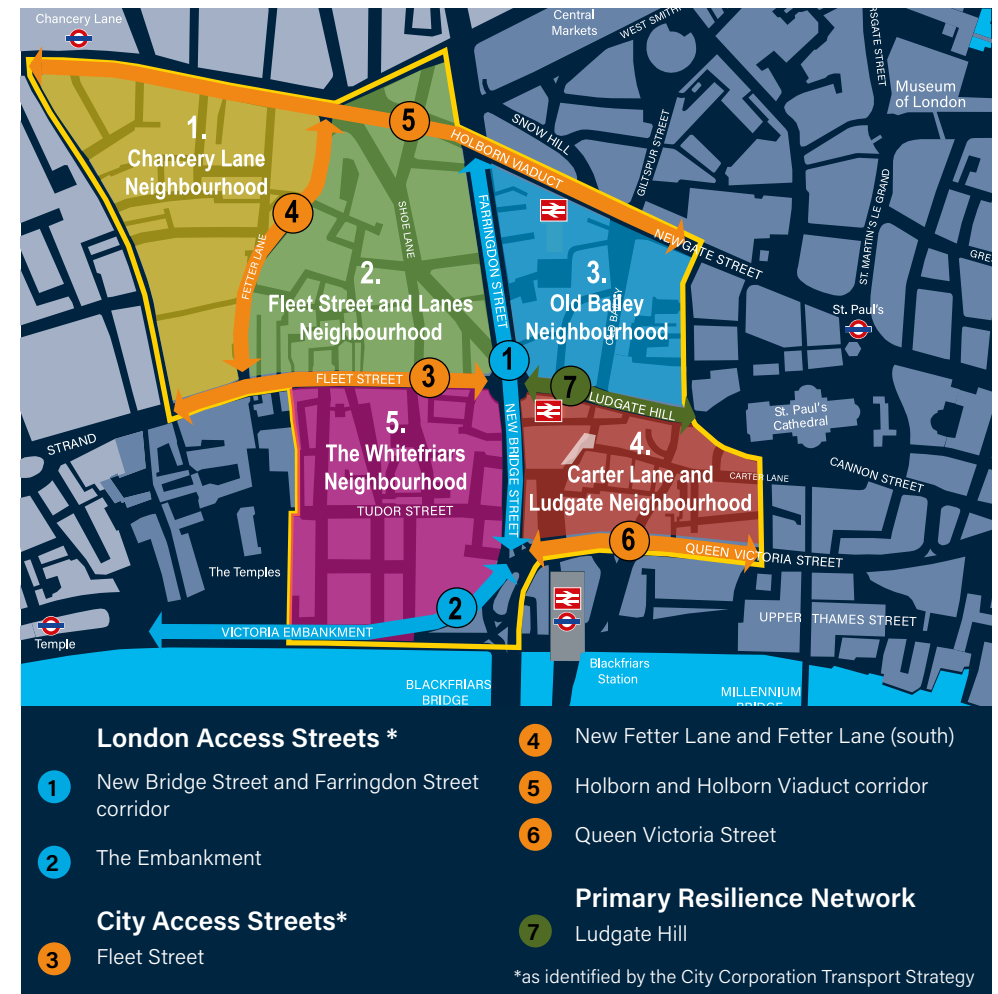 Chancery Lane
Central
Markets
WEST SMITH
RSGATE STREET
Museum
of London
1.
Chancery Lane
Neighbourhood
5
HOLBORN VIADUCT
SNOW HILL
GILTSPUR STREET
ST. MARTIN'S LE GRAND
4
FETTER LANE
SHOE LANE
FARRINGDON STREET
NEWGATE STREET
GRE
2.
Fleet Street and Lanes
Neighbourhood
3.
Old Bailey
Neighbourhood
OLD BAILEY
St. Paul's
1
FLEET STREET
3
7
LUDGATE HILL
STRAND
St. Paul's
Cathedral
5.
The Whitefriars
Neighbourhood
TUDOR STREET
NEW BRIDGE STREET
4.
Carter Lane and
Ludgate Neighbourhood
CARTER LANE
CANNON STREET
6
QUEEN VICTORIA STREET
The Temples
2
VICTORIA EMBANKMENT
Temple
UPPER THAMES STREET
Blackfriars
Station
BLACKFRIARS
BRIDGE
MILLENNIUM
BRIDGE
London Access Streets *
1 New Bridge Street and Farringdon Street
corridor
2 The Embankment
City Access Streets*
3 Fleet Street
4 New Fetter Lane and Fetter Lane (south)
5 Holborn and Holborn Viaduct corridor
6 Queen Victoria Street
Primary Resilience Network
7 Ludgate Hill
*as identified by the City Corporation Transport Strategy